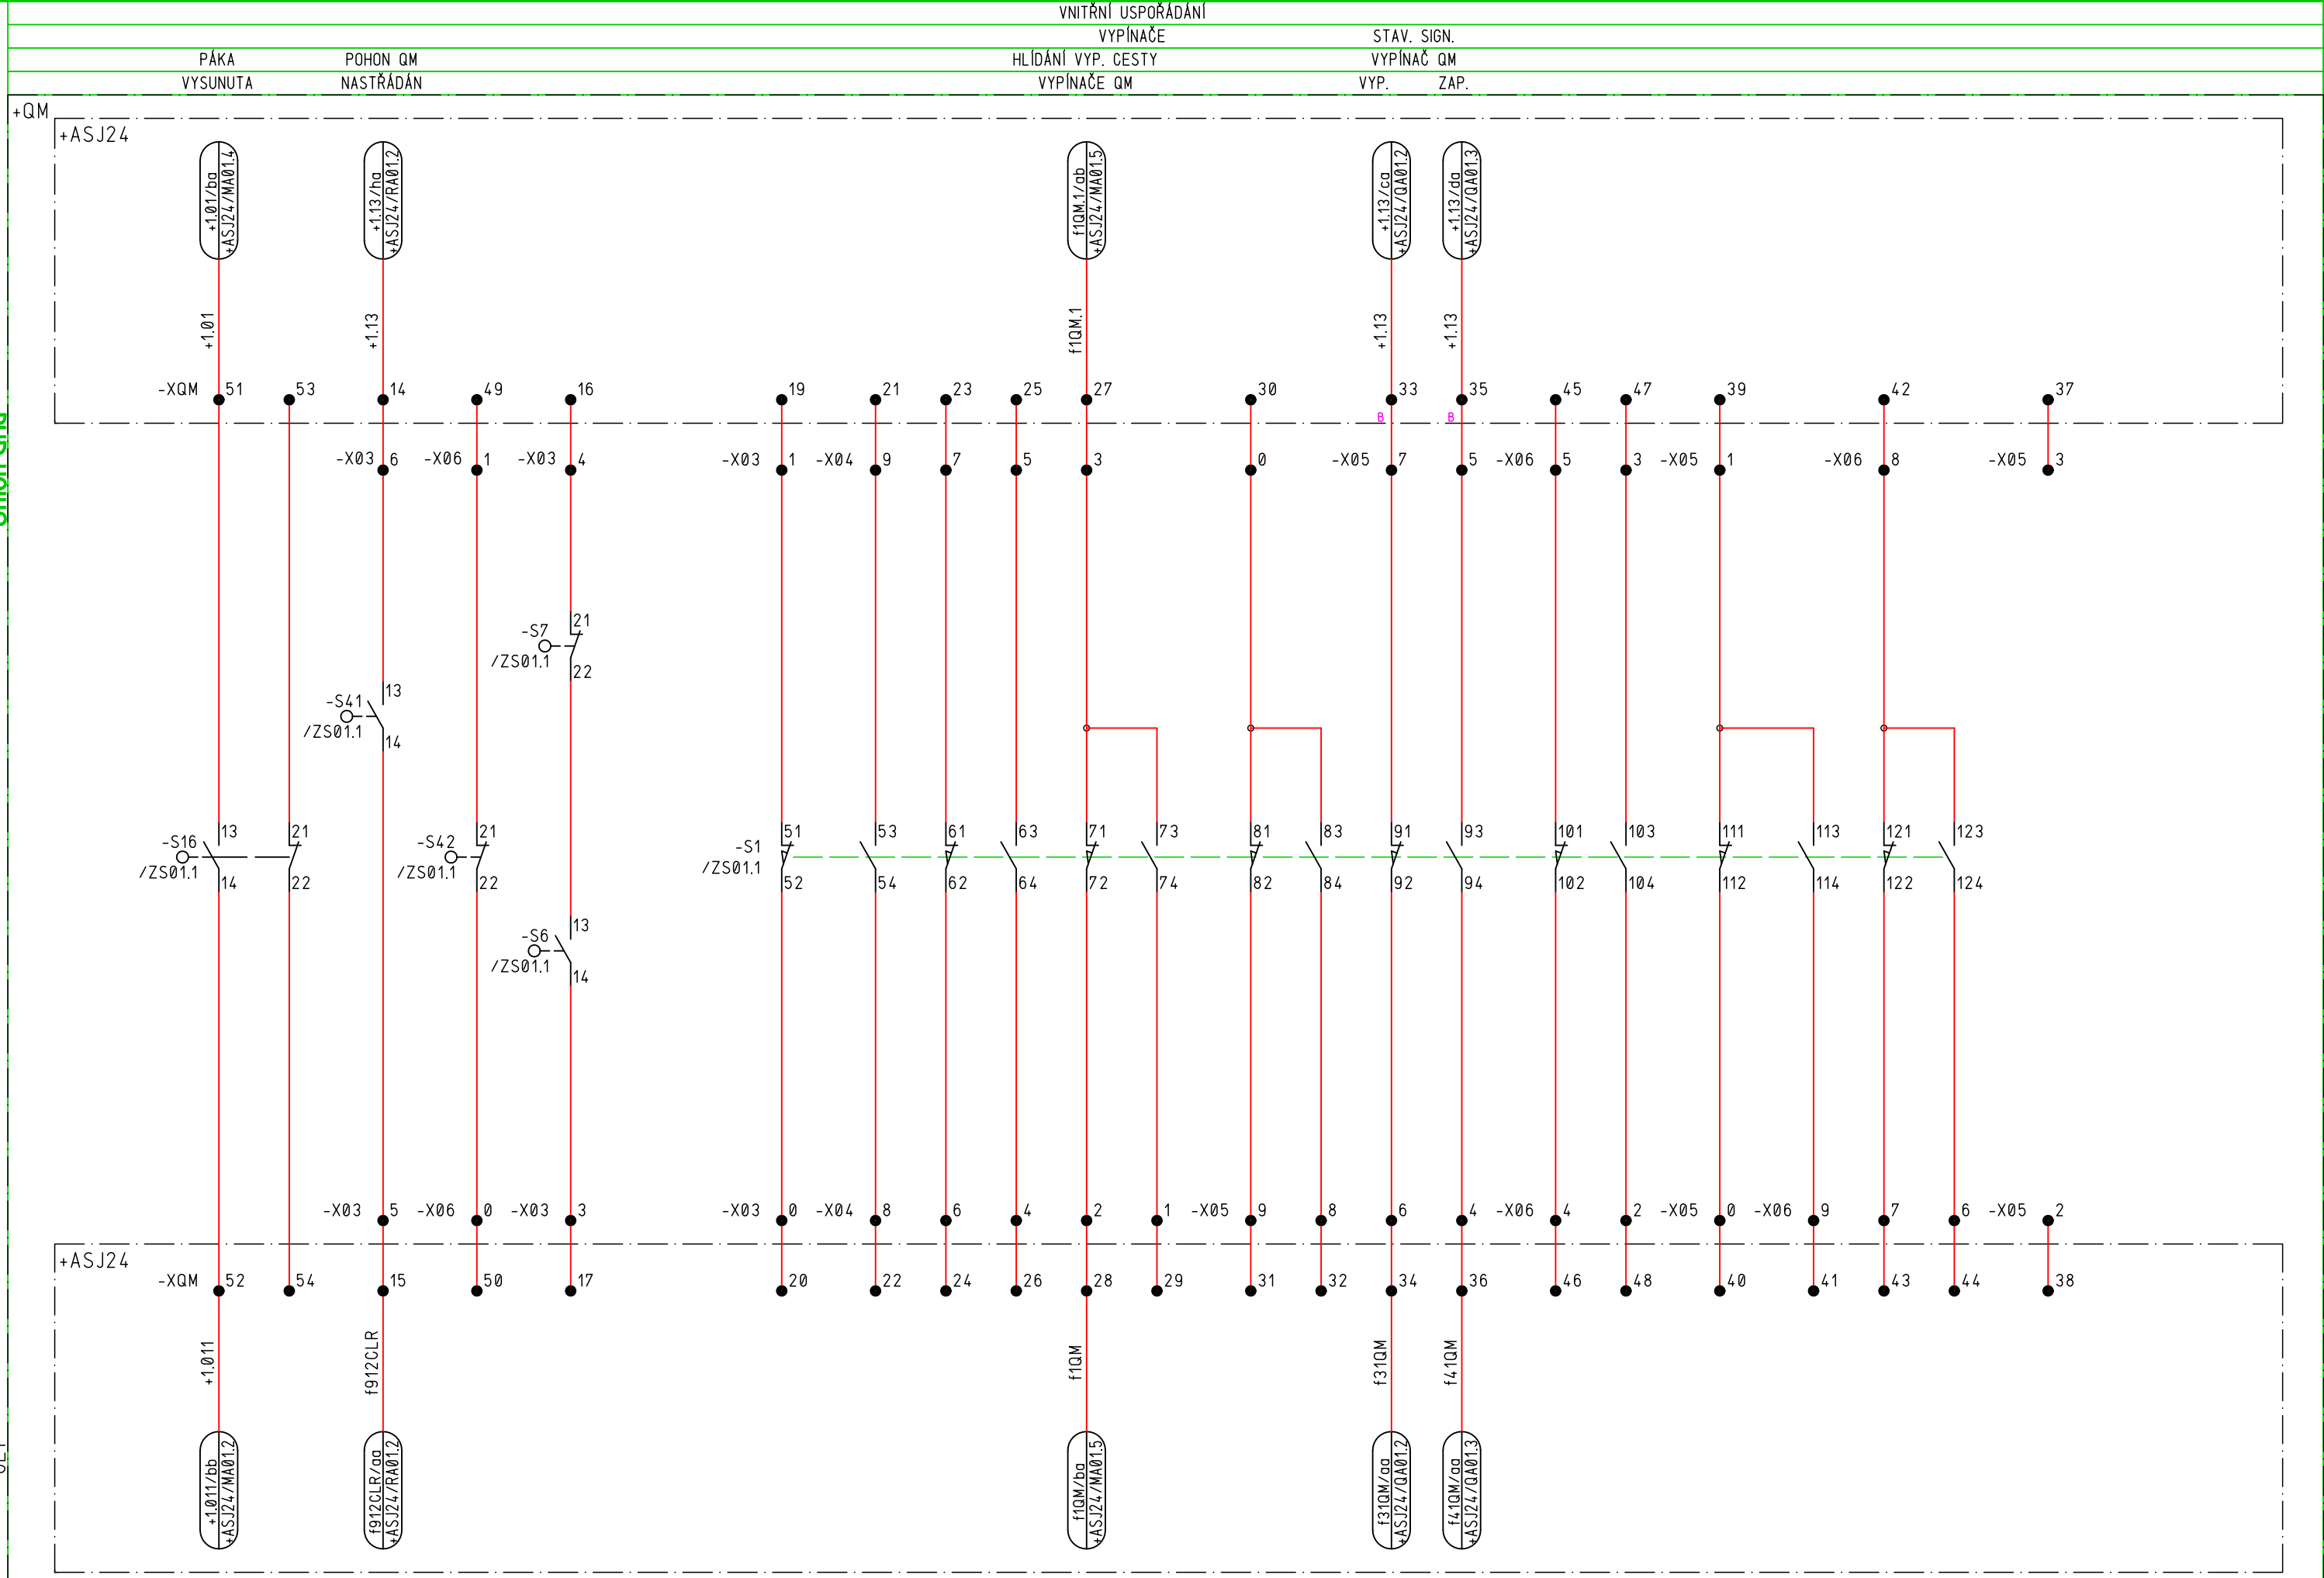 VNITŘNÍ USPOŘÁDÁNÍ
VYPÍNAČE STAV. SIGN.
PÁKA POHON QM HLÍDÁNÍ VYP. CESTY VYPÍNAČ QM
VYSUNUTA NASTŘÁDÁN VYPÍNAČE QM VYP. ZAP.
+QM
+ASJ24
+1.01/ba +1.13/ha f1QM.1/ab +1.13/ca +1.13/da
+ASJ24/MA01.4 +ASJ24/RA01.2 +ASJ24/MA01.5 +ASJ24/QA01.2 +ASJ24/QA01.3
+1.01 +1.13 f1QM.1 +1.13 +1.13
-XQM 51 53 14 49 16 19 21 23 25 27 30 33 35 45 47 39 42 37
B B
-X03 6 -X06 1 -X03 4 -X03 1 -X04 9 7 5 3 0 -X05 7 5 -X06 5 3 -X05 1 -X06 8 -X05 3
21
-S7
/ZS01.1
22
13
-S41
/ZS01.1
14
13 21 21 51 53 61 63 71 73 81 83 91 93 101 103 111 113 121 123
-S16 -S42 -S1
/ZS01.1 /ZS01.1 /ZS01.1
14 22 22 52 54 62 64 72 74 82 84 92 94 102 104 112 114 122 124
13
-S6
/ZS01.1
14
-X03 5 -X06 0 -X03 3 -X03 0 -X04 8 6 4 2 1 -X05 9 8 6 4 -X06 4 2 -X05 0 -X06 9 7 6 -X05 2
+ASJ24
-XQM 52 54 15 50 17 20 22 24 26 28 29 31 32 34 36 46 48 40 41 43 44 38
+1.011 f912CLR f1QM f31QM f41QM
+1.011/bb f912CLR/aa f1QM/ba f31QM/aa f41QM/aa
+ASJ24/MA01.2 +ASJ24/RA01.2 +ASJ24/MA01.5 +ASJ24/QA01.2 +ASJ24/QA01.3